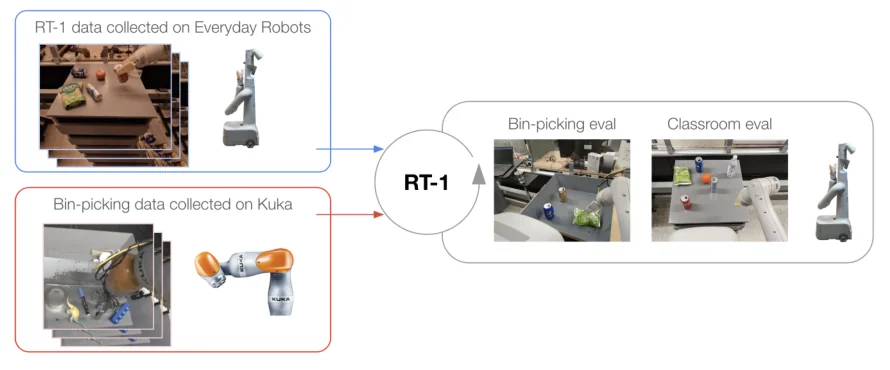 RT-1 data collected on Everyday Robots
Bin-picking data collected on Kuka
KUKA
KUKA
RT-1
Bin-picking eval
Classroom eval